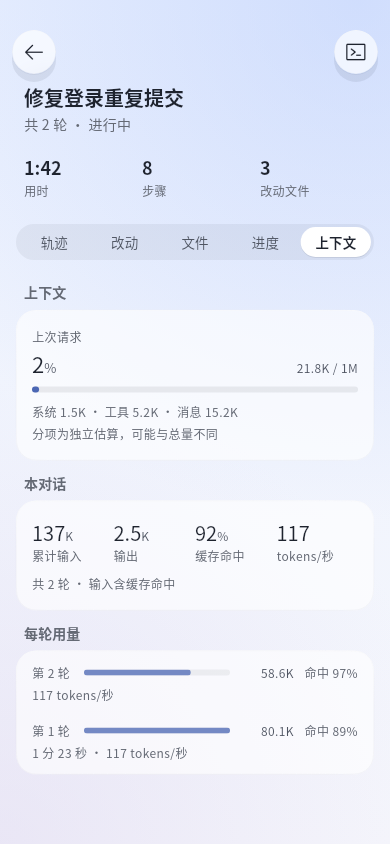 修复登录重复提交
共 2 轮 · 进行中
1:42 8 3
用时 步骤 改动文件
轨迹 改动 文件 进度 上下文
上下文
上次请求
2% 21.8K / 1M
系统 1.5K · 工具 5.2K · 消息 15.2K
分项为独立估算，可能与总量不同
本对话
137K 2.5K 92% 117
累计输入 输出 缓存命中 tokens/秒
共 2 轮 · 输入含缓存命中
每轮用量
第 2 轮 58.6K 命中 97%
117 tokens/秒
第 1 轮 80.1K 命中 89%
1 分 23 秒 · 117 tokens/秒